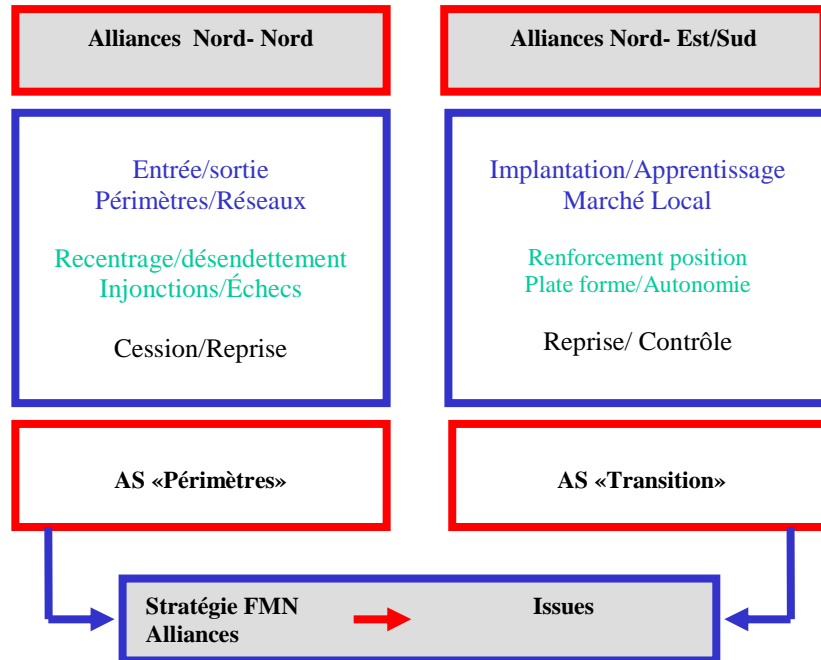 Alliances Nord- Nord
Alliances Nord- Est/Sud
Entrée/sortie
Périmètres/Réseaux
Recentrage/désendettement
Injonctions/Échecs
Cession/Reprise
Implantation/Apprentissage
Marché Local
Renforcement position
Plate forme/Autonomie
Reprise/ Contrôle
AS «Périmètres»
AS «Transition»
Stratégie FMN
Alliances
Issues